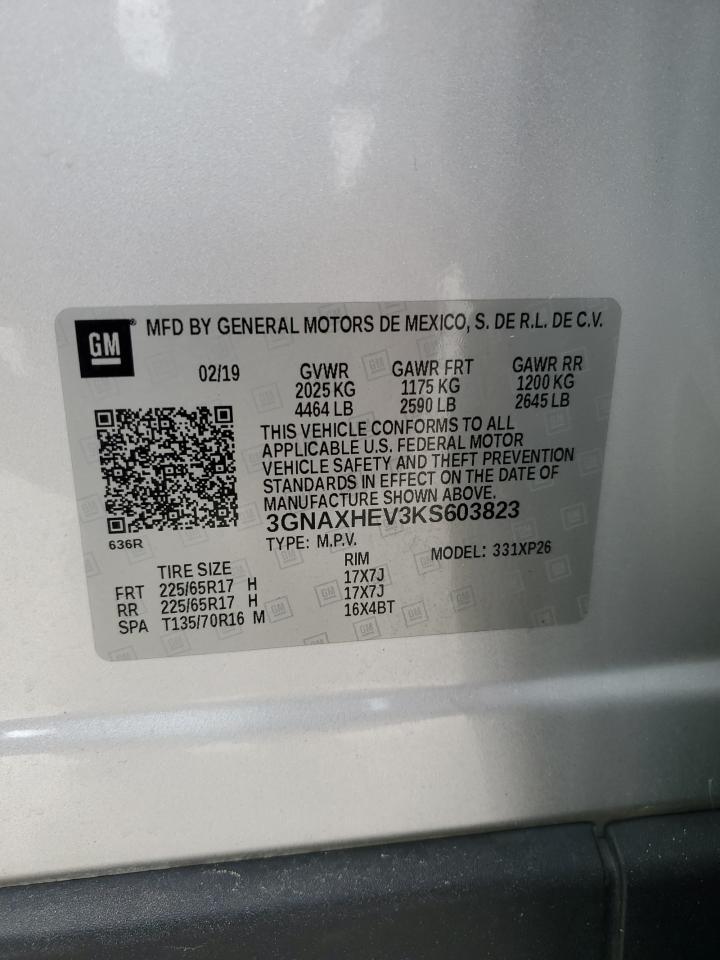 GM® MFD BY GENERAL MOTORS DE MEXICO, S. DE R.L. DE C.V.
02/19 GVWR GAWR FRT GAWR RR
2025 KG 1175 KG 1200 KG
4464 LB 2590 LB 2645 LB
THIS VEHICLE CONFORMS TO ALL
APPLICABLE U.S. FEDERAL MOTOR
VEHICLE SAFETY AND THEFT PREVENTION
STANDARDS IN EFFECT ON THE DATE OF
MANUFACTURE SHOWN ABOVE.
3GNAXHEV3KS603823
636R
TYPE: M.P.V. MODEL: 331XP26
TIRE SIZE RIM
FRT 225/65R17 H 17X7J
RR 225/65R17 H 17X7J
SPA T135/70R16 M 16X4BT